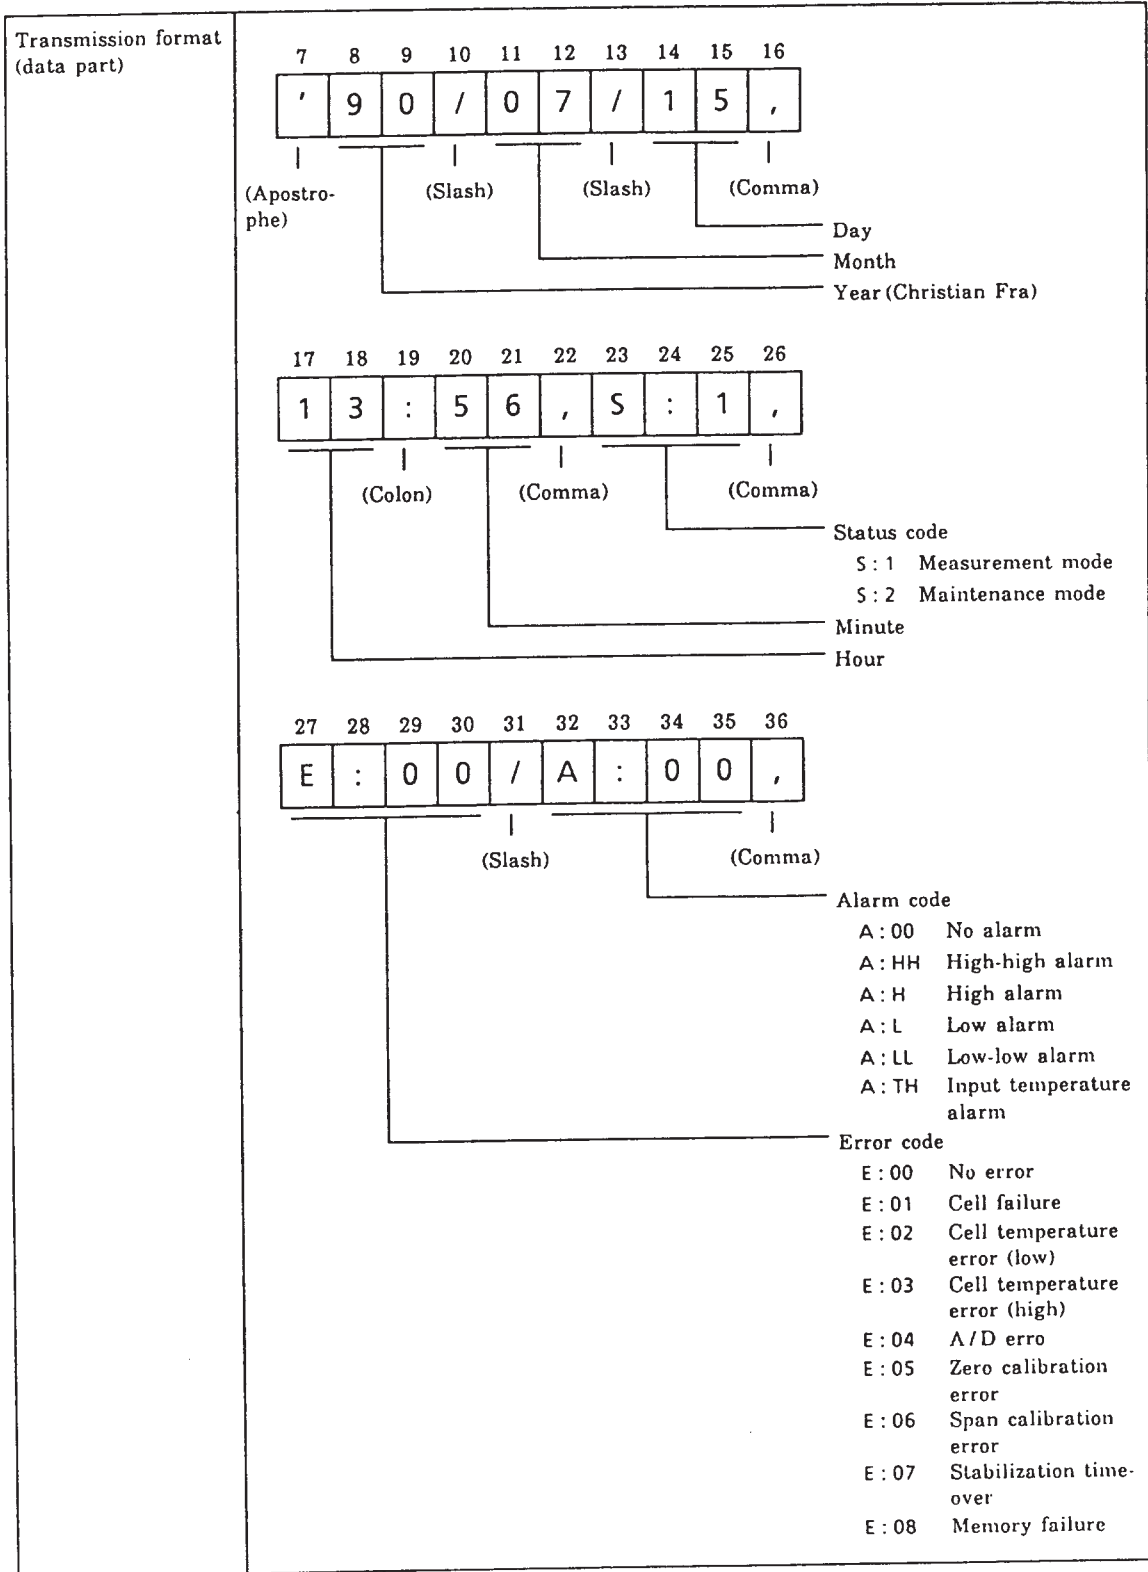 Transmission format
(data part)
7 8 9 10 11 12 13 14 15 16
' 9 0 / 0 7 / 1 5 ,
(Apostro-
phe)
(Slash) (Slash) (Comma)
Day
Month
Year (Christian Fra)
17 18 19 20 21 22 23 24 25 26
1 3 : 5 6 , S : 1 ,
(Colon) (Comma) (Comma)
Status code
S : 1 Measurement mode
S : 2 Maintenance mode
Minute
Hour
27 28 29 30 31 32 33 34 35 36
E : 0 0 / A : 0 0 ,
(Slash) (Comma)
Alarm code
A : 00 No alarm
A : HH High-high alarm
A : H High alarm
A : L Low alarm
A : LL Low-low alarm
A : TH Input temperature
alarm
Error code
E : 00 No error
E : 01 Cell failure
E : 02 Cell temperature
error (low)
E : 03 Cell temperature
error (high)
E : 04 A/D erro
E : 05 Zero calibration
error
E : 06 Span calibration
error
E : 07 Stabilization time-
over
E : 08 Memory failure